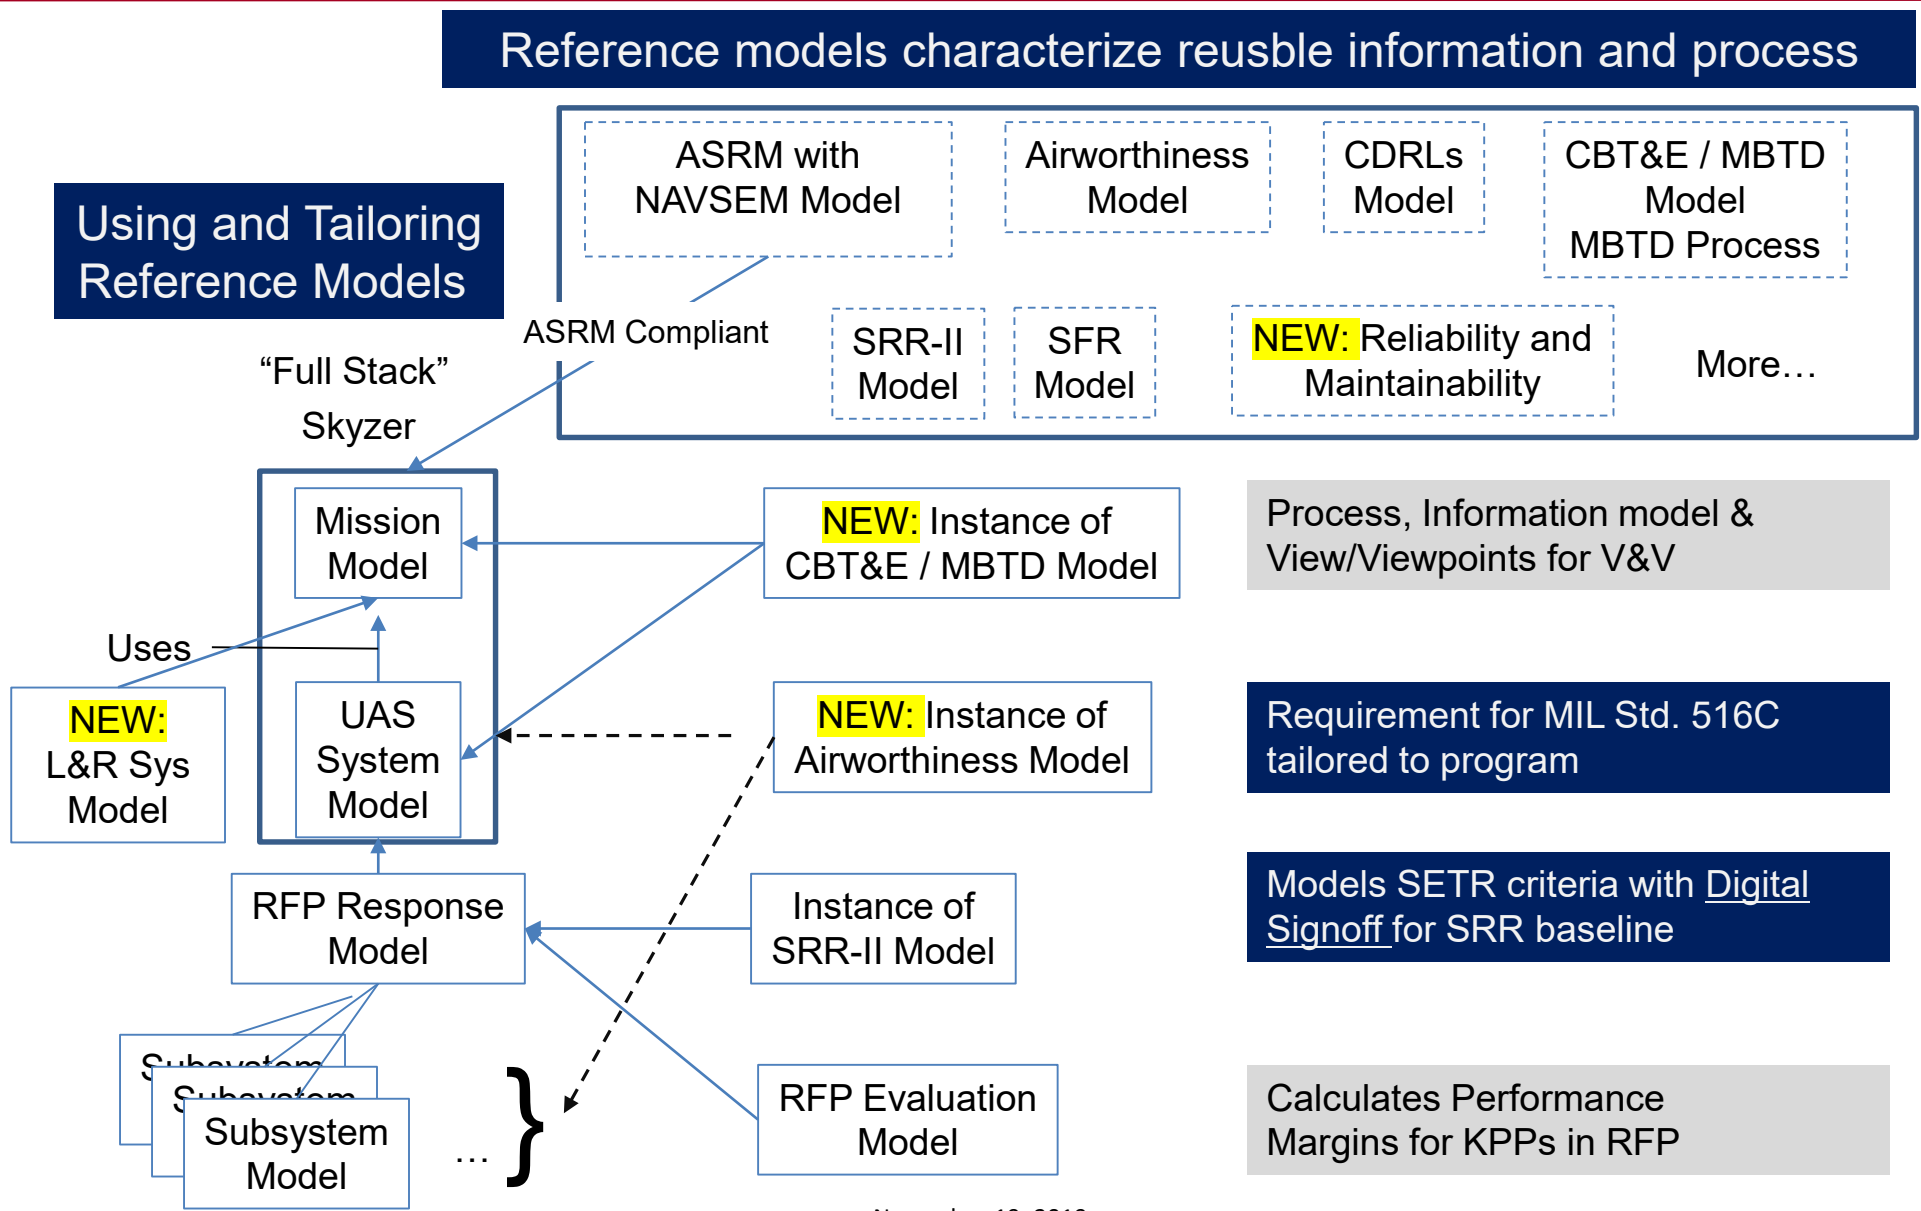 Reference models characterize reusble information and process
Using and Tailoring
Reference Models
ASRM with
NAVSEM Model
Airworthiness
Model
CDRLs
Model
CBT&E / MBTD
Model
MBTD Process
ASRM Compliant
SRR-II
Model
SFR
Model
NEW: Reliability and
Maintainability
More…
“Full Stack”
Skyzer
Mission
Model
NEW: Instance of
CBT&E / MBTD Model
Process, Information model &
View/Viewpoints for V&V
Uses
NEW:
L&R Sys
Model
UAS
System
Model
NEW: Instance of
Airworthiness Model
Requirement for MIL Std. 516C
tailored to program
RFP Response
Model
Instance of
SRR-II Model
Models SETR criteria with Digital
Signoff for SRR baseline
Subsystem
Subsystem
Subsystem
Model
…
}
RFP Evaluation
Model
Calculates Performance
Margins for KPPs in RFP